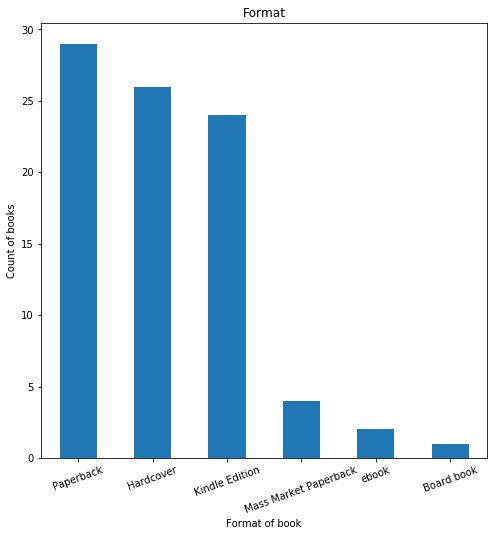 Format
30
25
20
15
10
5
0
Count of books
Paperback
Hardcover
Kindle Edition
Mass Market Paperback
ebook
Board book
Format of book